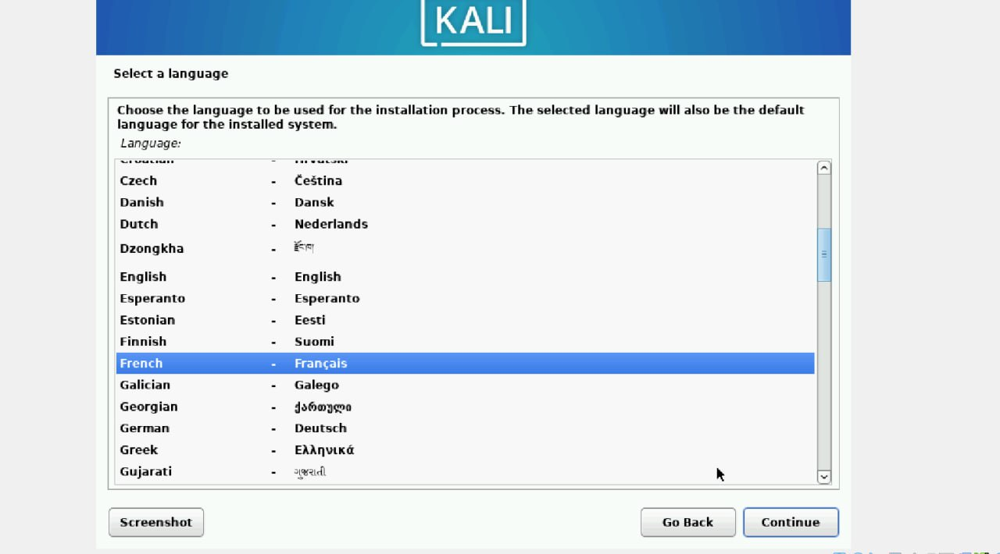 KALI
Select a language
Choose the language to be used for the installation process. The selected language will also be the default
language for the installed system.
Language:
Croatian - Hrvatski
Czech - Čeština
Danish - Dansk
Dutch - Nederlands
Dzongkha - རྫོང་ཁ།
English - English
Esperanto - Esperanto
Estonian - Eesti
Finnish - Suomi
French - Français
Galician - Galego
Georgian - ქართული
German - Deutsch
Greek - Ελληνικά
Gujarati - ગુજરાતી
Screenshot
Go Back
Continue